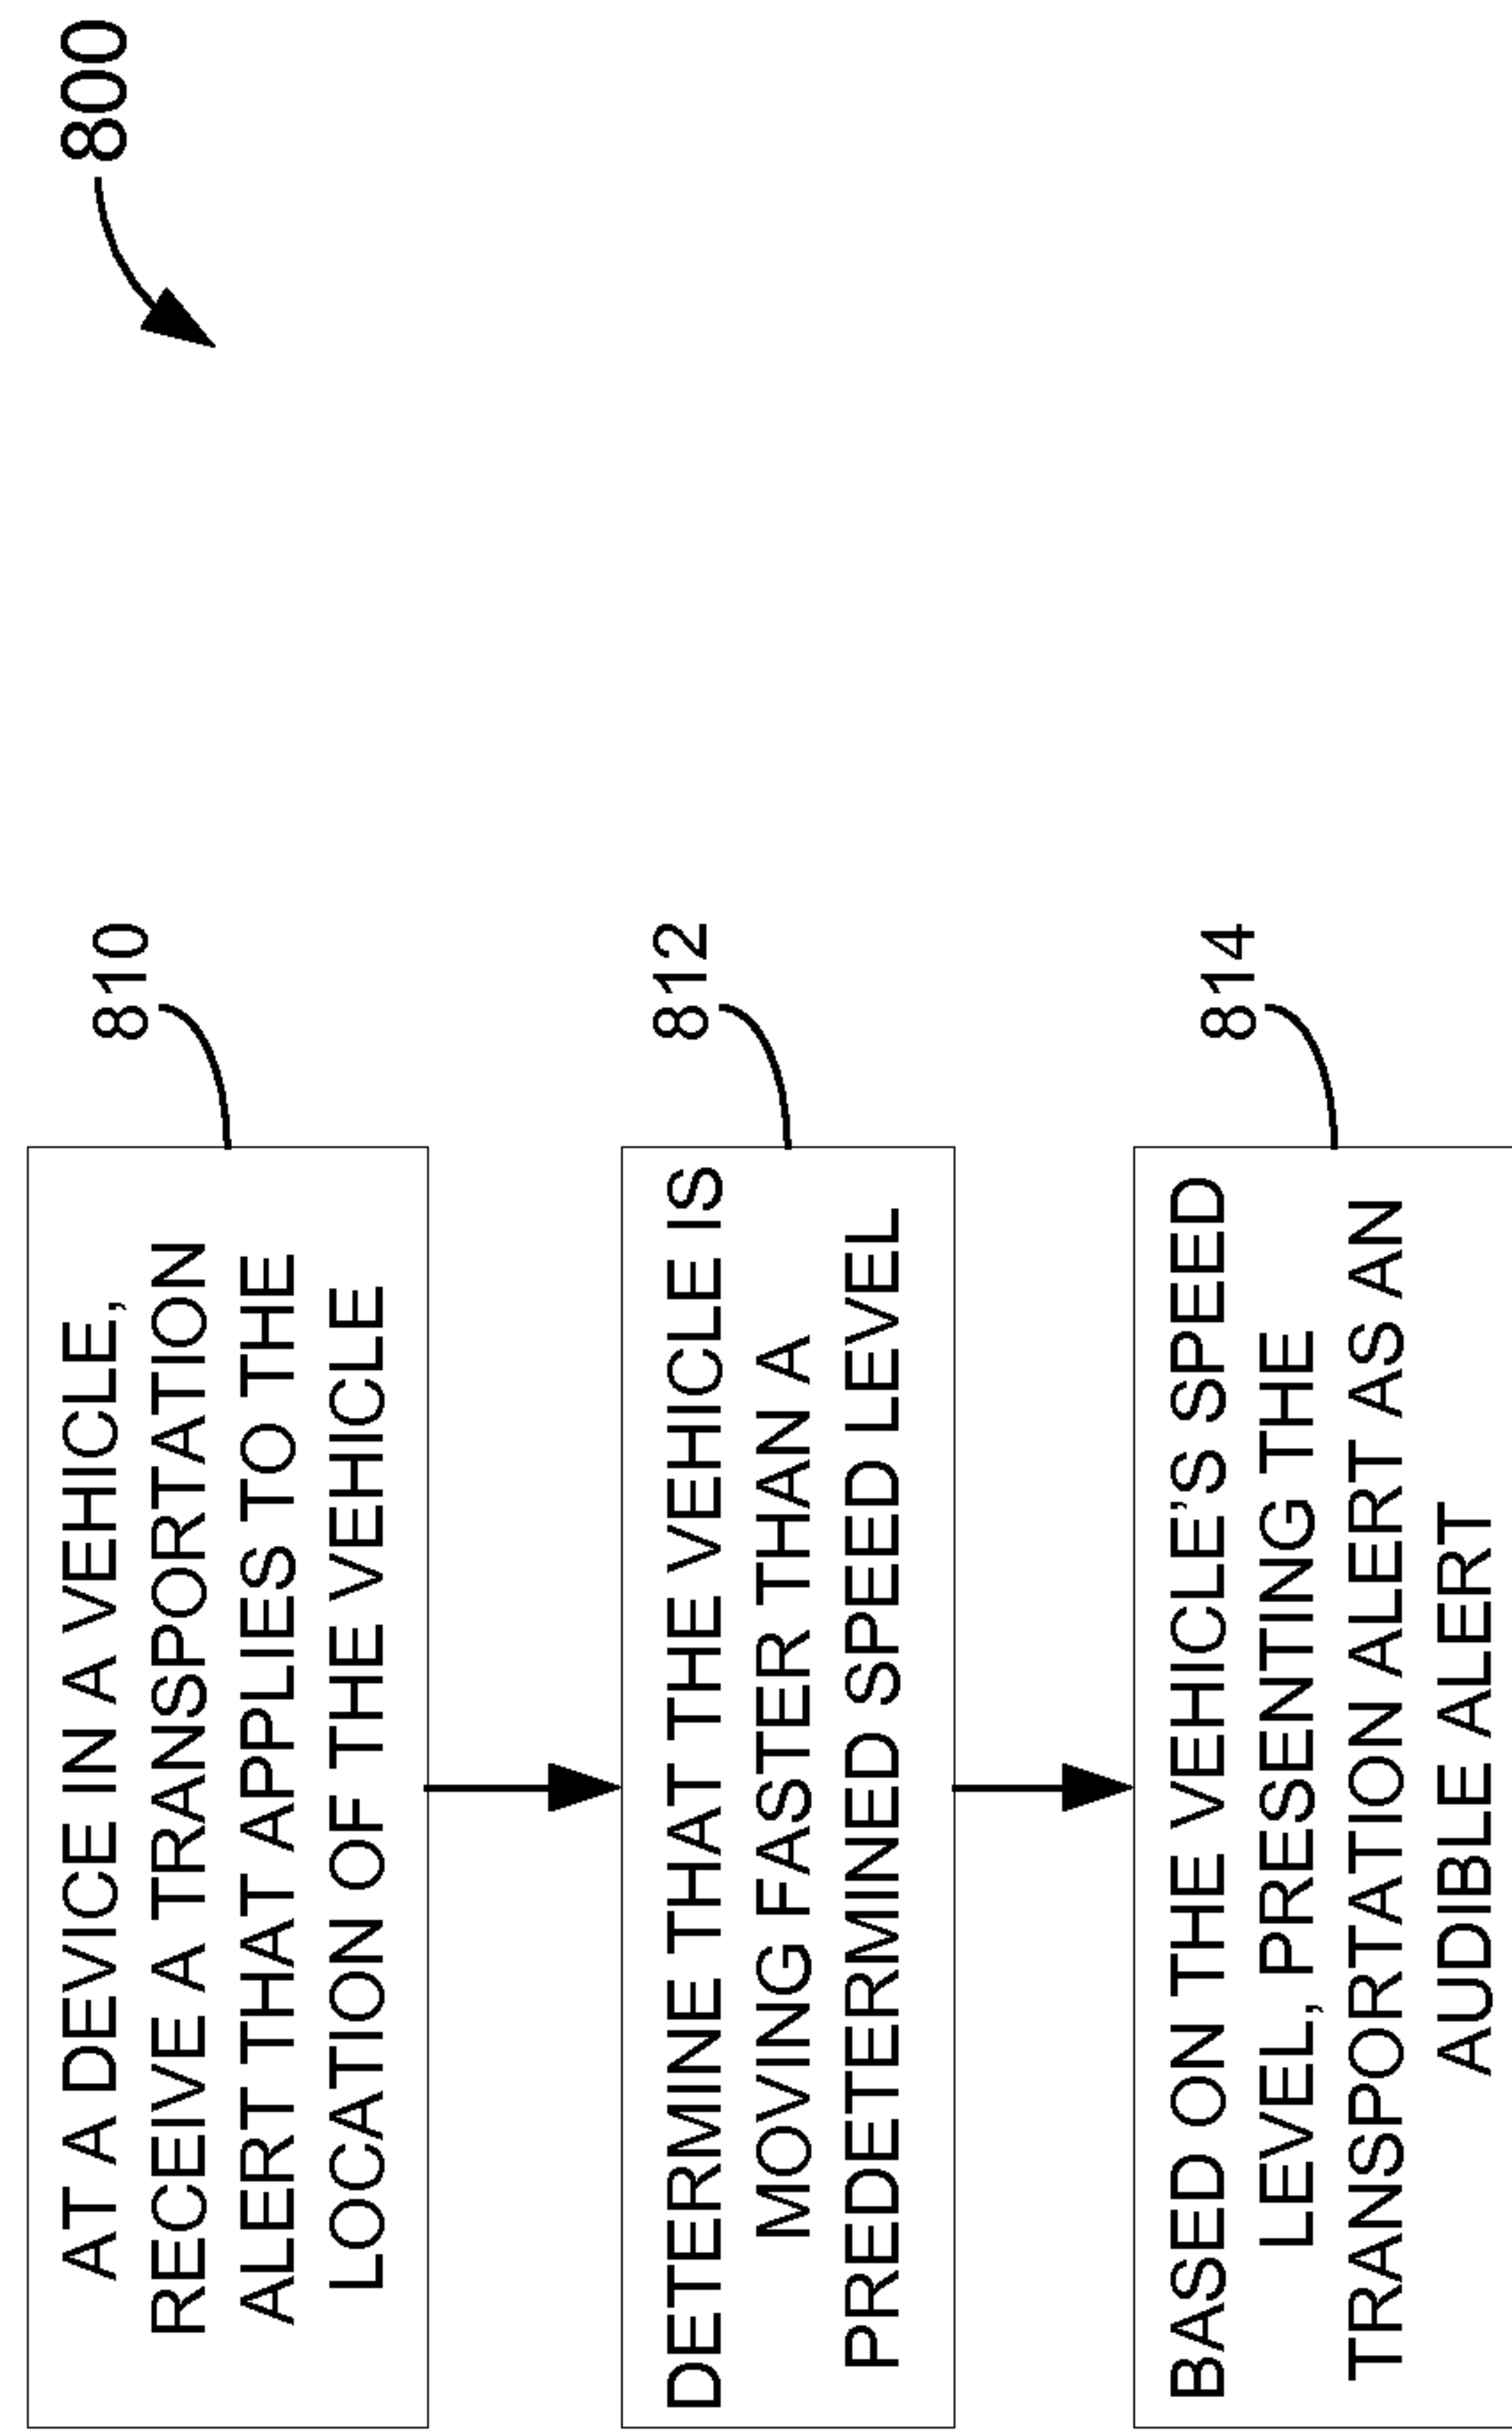 800
810
AT A DEVICE IN A VEHICLE,
RECEIVE A TRANSPORTATION
ALERT THAT APPLIES TO THE
LOCATION OF THE VEHICLE
812
DETERMINE THAT THE VEHICLE IS
MOVING FASTER THAN A
PREDETERMINED SPEED LEVEL
814
BASED ON THE VEHICLE'S SPEED
LEVEL, PRESENTING THE
TRANSPORTATION ALERT AS AN
AUDIBLE ALERT